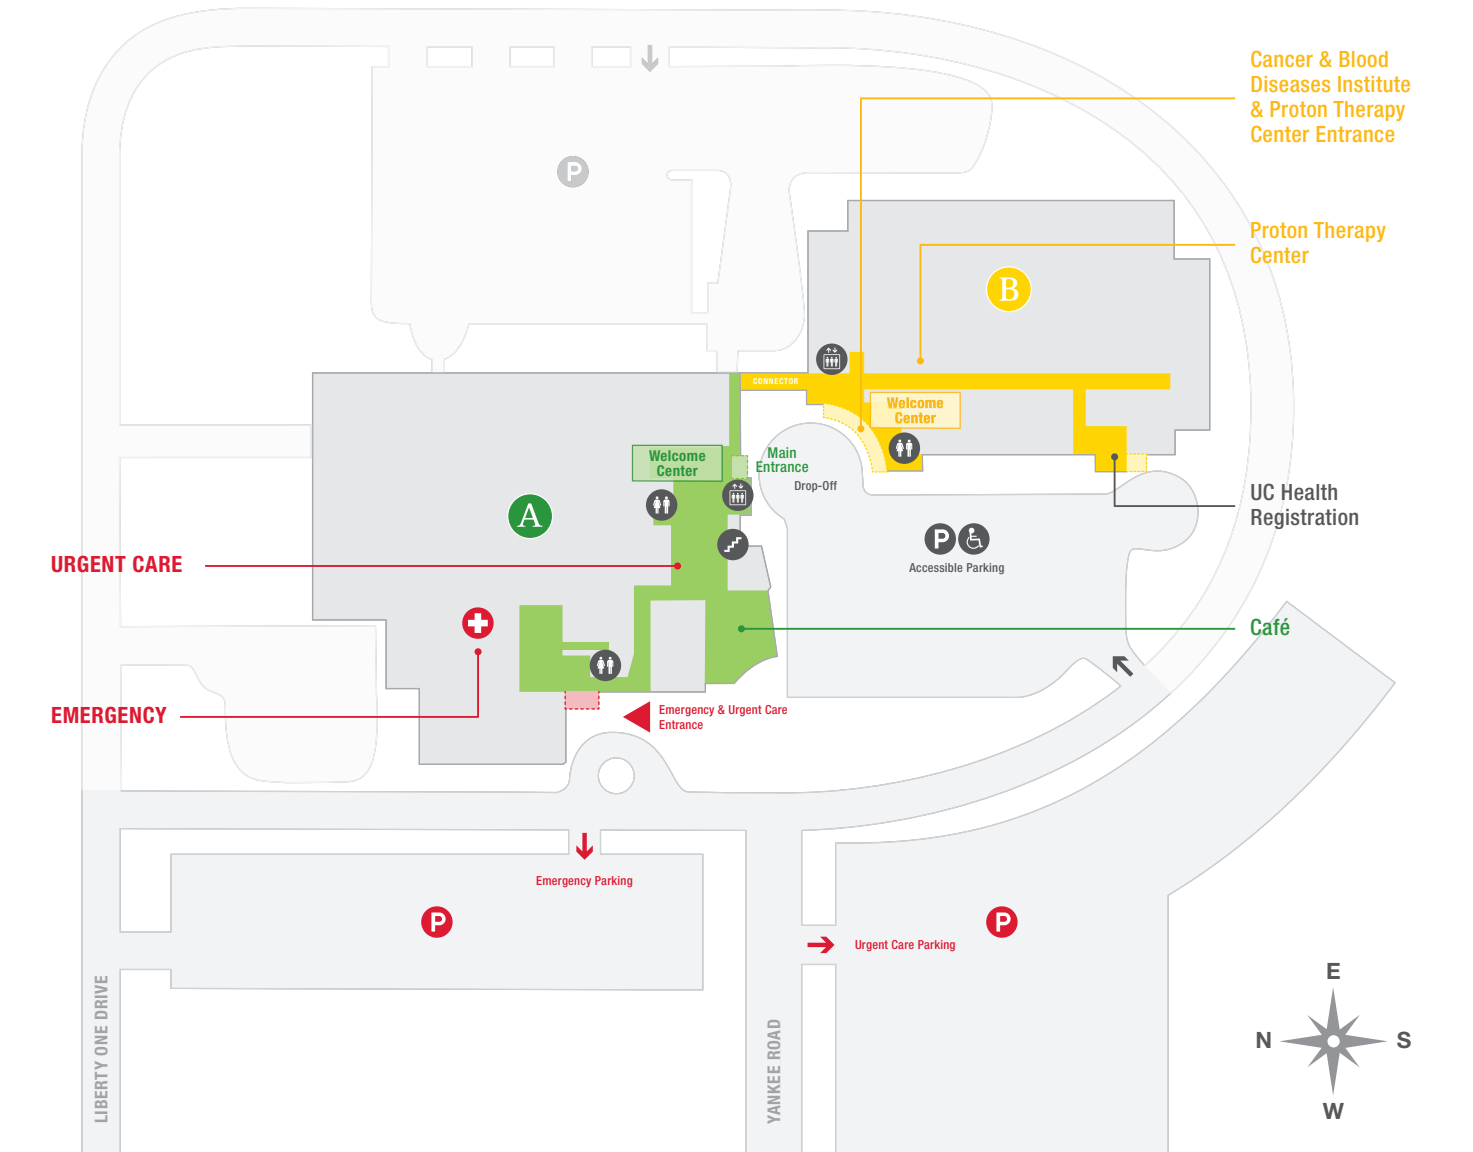 Cancer & Blood
Diseases Institute
& Proton Therapy
Center Entrance
P
Proton Therapy
Center
B
CONNECTOR
Welcome
Center
Welcome
Center
Main
Entrance
Drop-Off
UC Health
Registration
A
P
Accessible Parking
URGENT CARE
Café
EMERGENCY
Emergency & Urgent Care
Entrance
Emergency Parking
P
P
Urgent Care Parking
LIBERTY ONE DRIVE
YANKEE ROAD
E
N
S
W